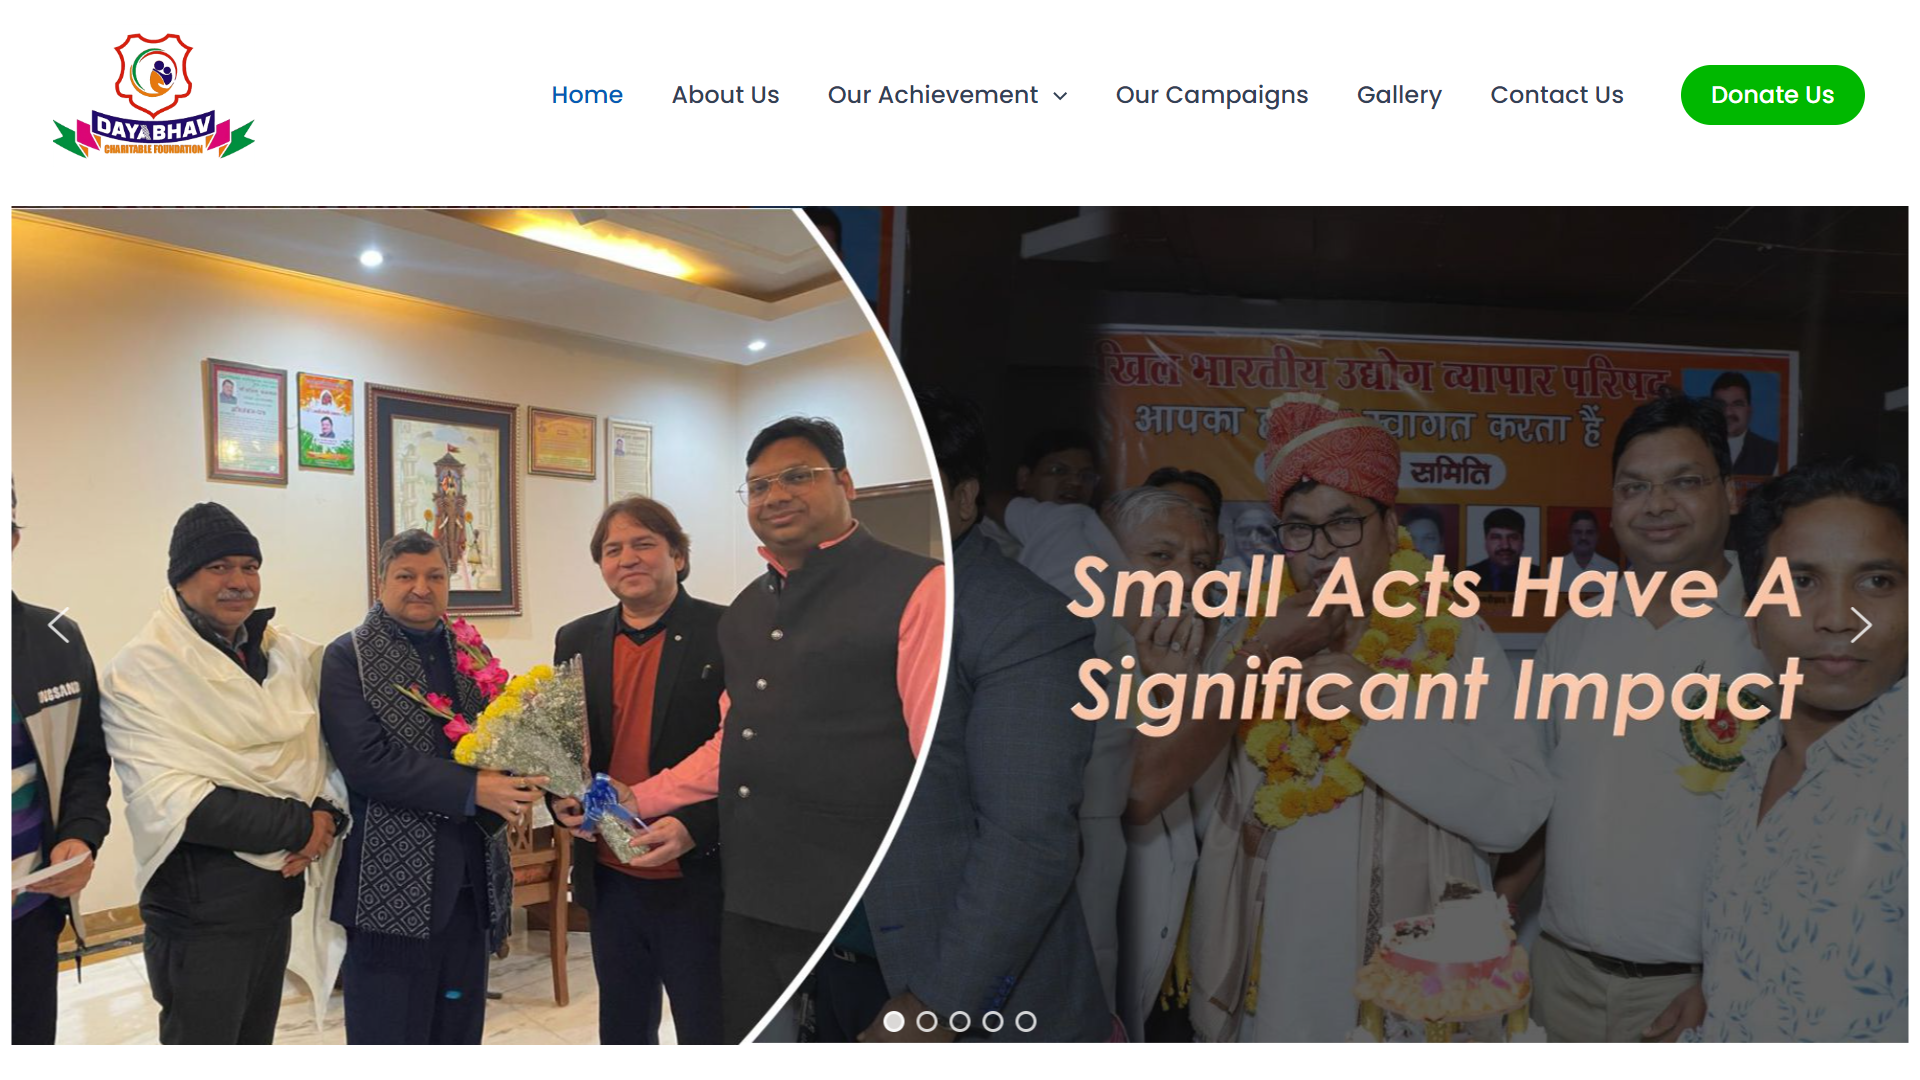 DAYABHAV
CHARITABLE FOUNDATION
Home
About Us
Our Achievement
Our Campaigns
Gallery
Contact Us
Donate Us
खिल भारतीय उद्योग व्यापार परिषद
आपका
स्वागत करता हैं
समिति
Small Acts Have A
Significant Impact